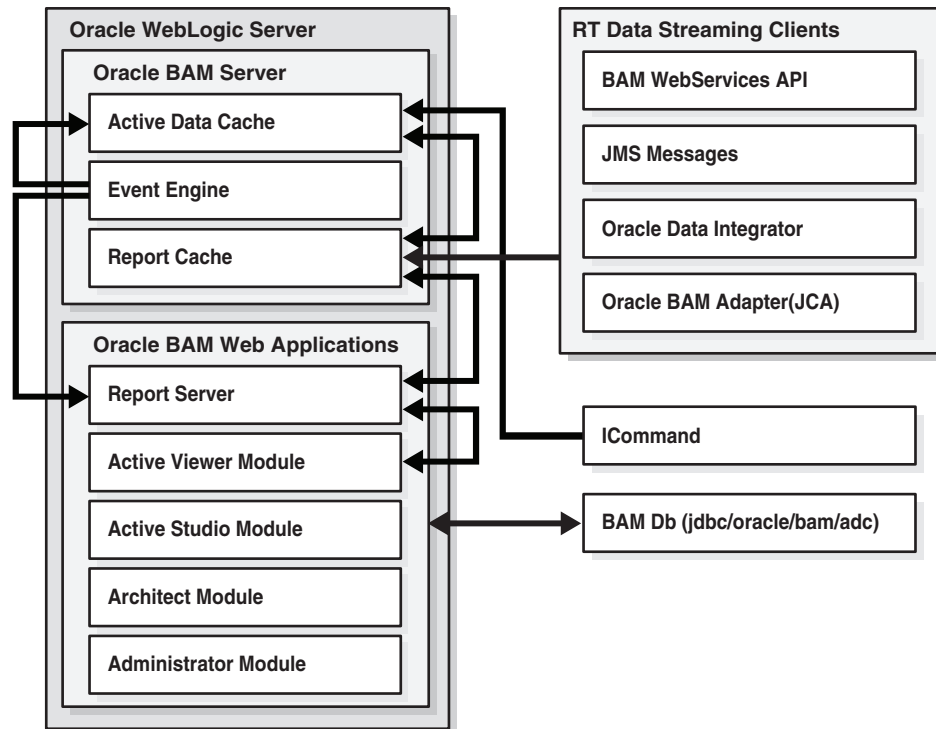 Oracle WebLogic Server
Oracle BAM Server
Active Data Cache
Event Engine
Report Cache
Oracle BAM Web Applications
Report Server
Active Viewer Module
Active Studio Module
Architect Module
Administrator Module
RT Data Streaming Clients
BAM WebServices API
JMS Messages
Oracle Data Integrator
Oracle BAM Adapter(JCA)
ICommand
BAM Db (jdbc/oracle/bam/adc)